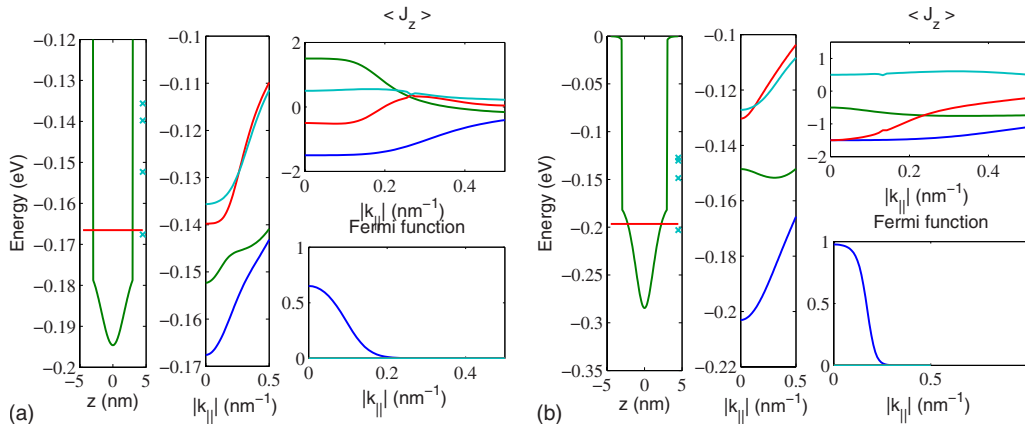 < J_z >
< J_z >
−0.12
−0.13
−0.14
−0.15
−0.16
−0.17
−0.18
−0.19
−0.2
Energy (eV)
−5 0 5
z (nm)
(a)
−0.1
−0.11
−0.12
−0.13
−0.14
−0.15
−0.16
−0.17
0 0.5
|k_||| (nm^−1)
2
0
−2
0 0.2 0.4
|k_||| (nm^−1)
Fermi function
1
0.5
0
0 0.2 0.4
|k_||| (nm^−1)
0
−0.05
−0.1
−0.15
−0.2
−0.25
−0.3
−0.35
Energy (eV)
−5 0 5
z (nm)
(b)
−0.1
−0.12
−0.14
−0.16
−0.18
−0.2
−0.22
0 0.5
|k_||| (nm^−1)
1
0
−1
−2
0 0.2 0.4
|k_||| (nm^−1)
Fermi function
1
0.5
0
0 0.5
|k_||| (nm^−1)